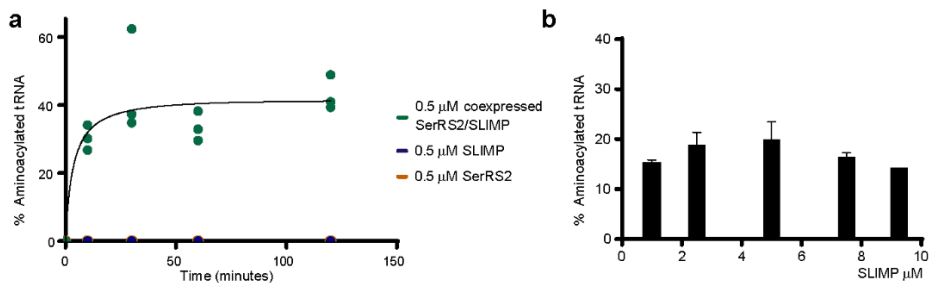 a
% Aminoacylated tRNA
60
40
20
0
0
50
100
150
Time (minutes)
0.5 μM coexpressed
SerRS2/SLIMP
0.5 μM SLIMP
0.5 μM SerRS2
b
% Aminoacylated tRNA
40
30
20
10
0
0
2
4
6
8
10
SLIMP μM